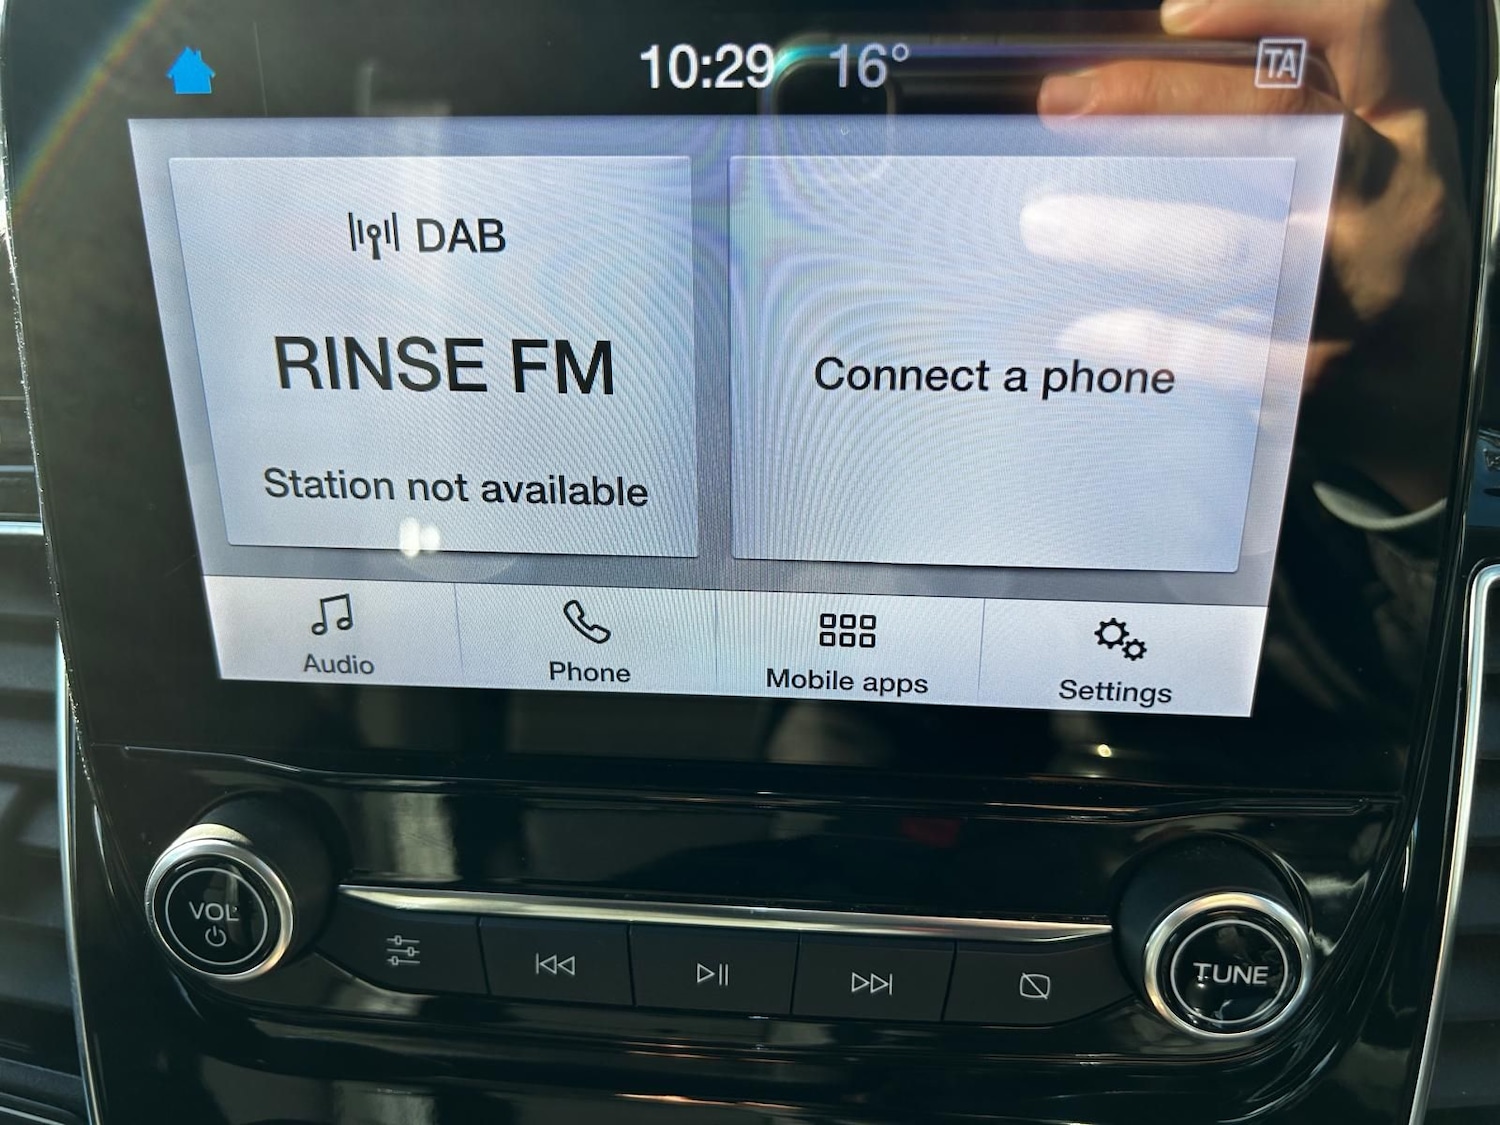 10:29 16° TA
DAB
RINSE FM
Station not available
Connect a phone
Audio
Phone
Mobile apps
Settings
VOL
TUNE